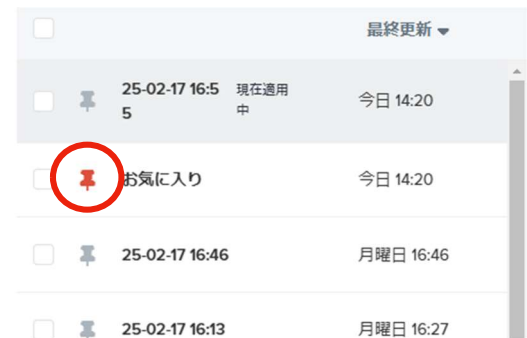 最終更新
25-02-17 16:5 現在適用 今日 14:20
5 中
お気に入り 今日 14:20
25-02-17 16:46 月曜日 16:46
25-02-17 16:13 月曜日 16:27